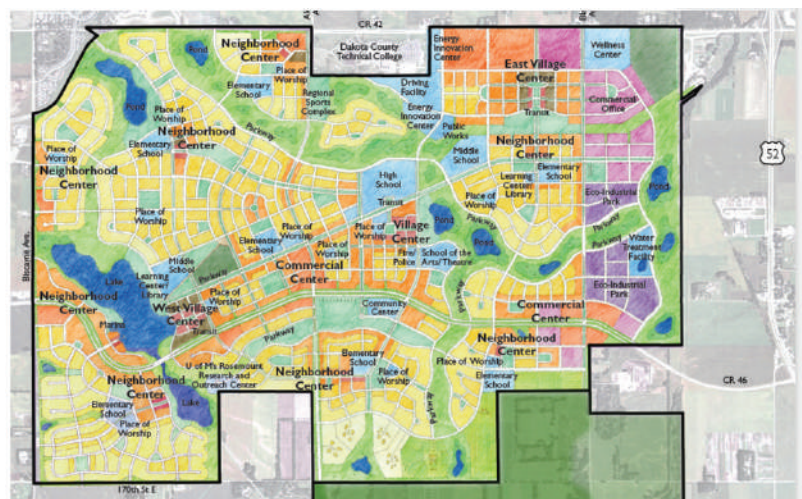 CR 42
Neighborhood
Center
Pond
Place of
Worship
Elementary
School
Regional
Sports
Complex
Dakota County
Technical College
Energy
Innovation
Center
Wellness
Center
East Village
Center
Driving
Facility
Energy
Innovation
Center
Commercial
Office
Transit
Pond
Place of
Worship
Parkway
Neighborhood
Center
Elementary
School
Public
Works
Middle
School
Neighborhood
Center
Elementary
School
Learning
Center/
Library
Place of
Worship
Neighborhood
Center
High
School
Transit
Place of
Worship
Parkway
Eco-Industrial
Park
Pond
52
Place of
Worship
Place of
Worship
Place of
Worship
Village
Center
Pond
Pond
Parkway
Parkway
Biscayne Ave.
Elementary
School
Place of
Worship
Fire/
Police
School of the
Arts/Theatre
Water
Treatment
Facility
Middle
School
Parkway
Commercial
Center
Lake
Learning
Center/
Library
Place of
Worship
Parkway
Eco-Industrial
Park
Neighborhood
Center
Marina
West Village
Center
Transit
Community
Center
Commercial
Center
Parkway
Neighborhood
Center
U of M's Rosemount
Research and
Outreach Center
Elementary
School
Place of Worship
Neighborhood
Center
Place of
Worship
Elementary
School
CR 46
Neighborhood
Center
Elementary
School
Place of
Worship
Lake
Parkway
170th St E